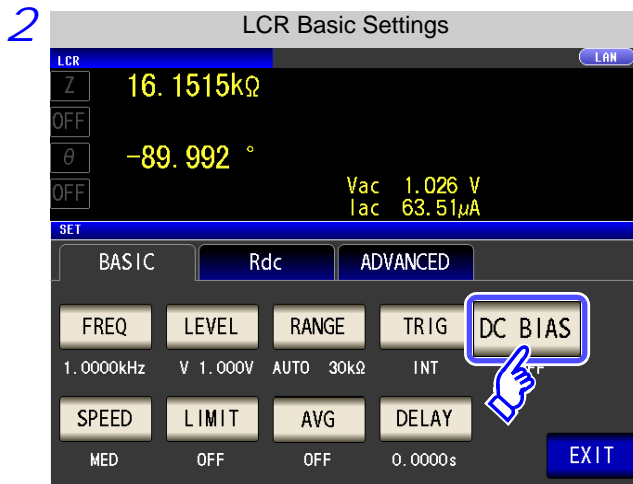 2
LCR Basic Settings
LCR LAN
Z 16.1515kΩ
OFF
θ -89.992 °
OFF
Vac 1.026 V
Iac 63.51μA
SET
BASIC Rdc ADVANCED
FREQ LEVEL RANGE TRIG DC BIAS
1.0000kHz V 1.000V AUTO 30kΩ INT
SPEED LIMIT AVG DELAY
MED OFF OFF 0.0000s EXIT